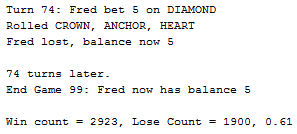 Turn 74: Fred bet 5 on DIAMOND
Rolled CROWN, ANCHOR, HEART
Fred lost, balance now 5
74 turns later.
End Game 99: Fred now has balance 5
Win count = 2923, Lose Count = 1900, 0.61